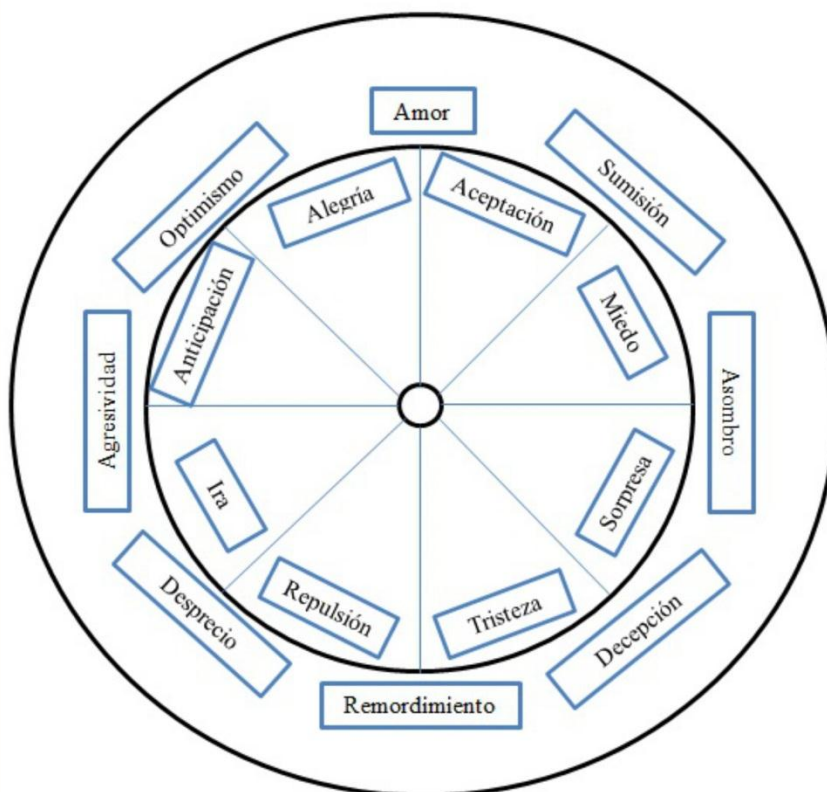 Amor
Optimismo
Sumisión
Alegría
Aceptación
Anticipación
Miedo
Agresividad
Asombro
Ira
Sorpresa
Desprecio
Repulsión
Tristeza
Decepción
Remordimiento